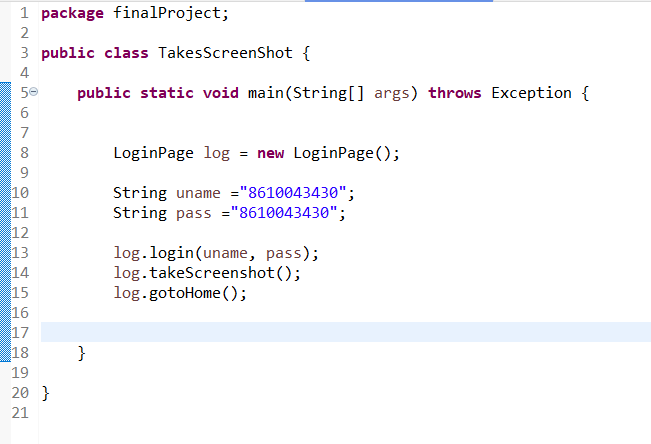 1 package finalProject;
2
3 public class TakesScreenShot {
4
5 public static void main(String[] args) throws Exception {
6
7
8 LoginPage log = new LoginPage();
9
10 String uname ="8610043430";
11 String pass ="8610043430";
12
13 log.login(uname, pass);
14 log.takeScreenshot();
15 log.gotoHome();
16
17
18 }
19
20 }
21